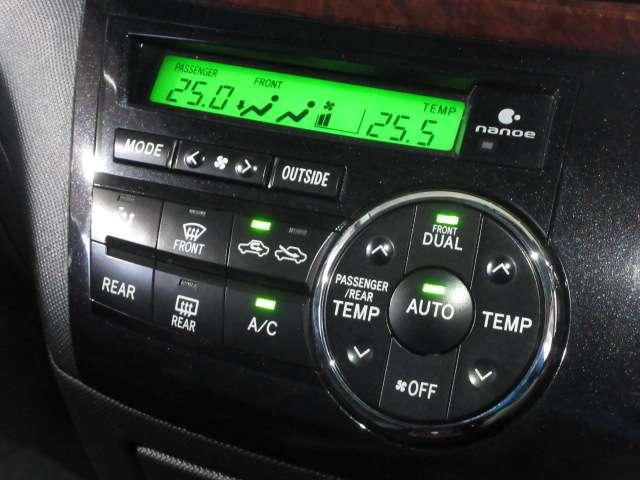 PASSENGER FRONT TEMP
25.0 25.5
nanoe
MODE OUTSIDE
FRONT
FRONT DUAL
REAR
REAR
A/C
PASSENGER
/REAR
TEMP
AUTO
TEMP
OFF